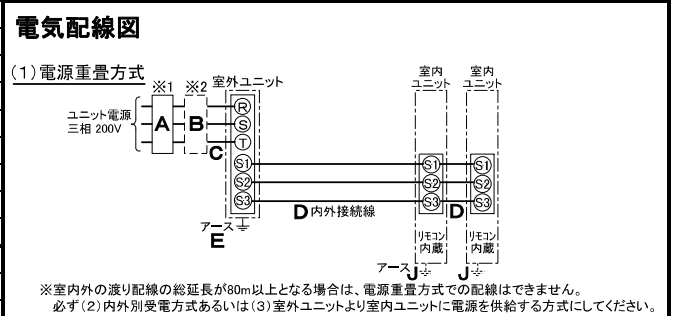 電気配線図
(1)電源重畳方式
※1 ※2 室外ユニット
室内ユニット 室内ユニット
ユニット電源
三相 200V
A B C
R
S
T
S1 S1 S1
S2 S2 S2
S3 S3 S3
D 内外接続線 D
アース
E
リモコン内蔵 リモコン内蔵
アース J J
※室内外の渡り配線の総延長が80m以上となる場合は、電源重畳方式での配線はできません。
必ず(2)内外別受電方式あるいは(3)室外ユニットより室内ユニットに電源を供給する方式にしてください。